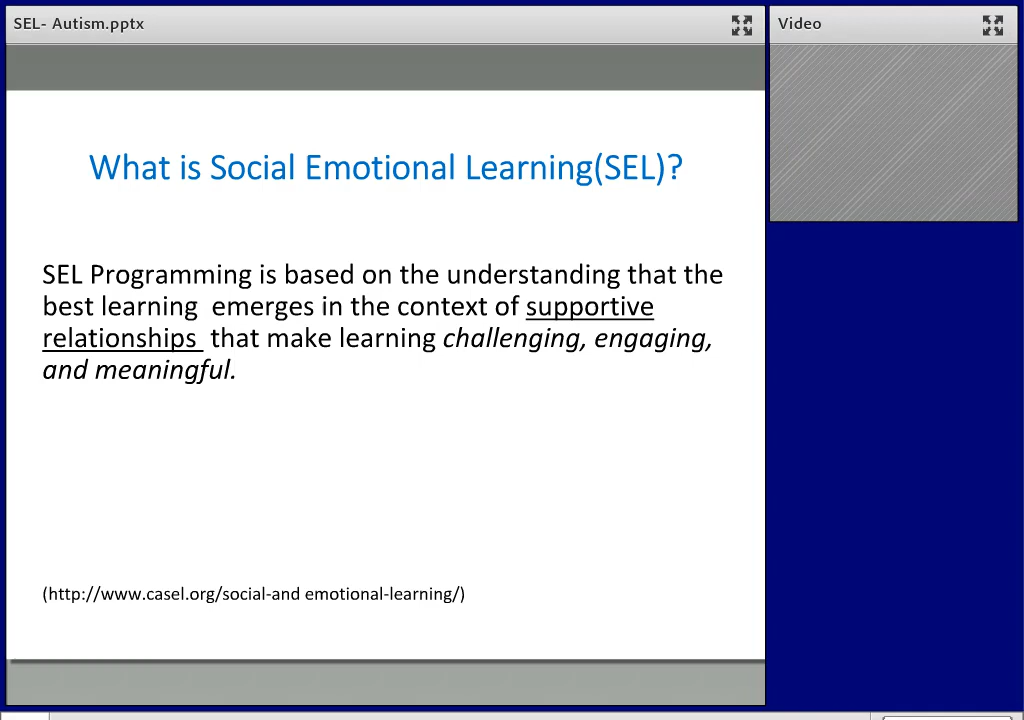 SEL- Autism.pptx
Video
What is Social Emotional Learning(SEL)?
SEL Programming is based on the understanding that the
best learning  emerges in the context of supportive
relationships  that make learning challenging, engaging,
and meaningful.
(http://www.casel.org/social-and emotional-learning/)